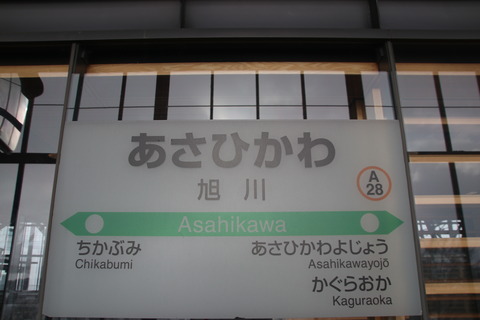 あさひかわ
旭川
A
28
Asahikawa
ちかぶみ
Chikabumi
あさひかわよじょう
Asahikawayojō
かぐらおか
Kaguraoka